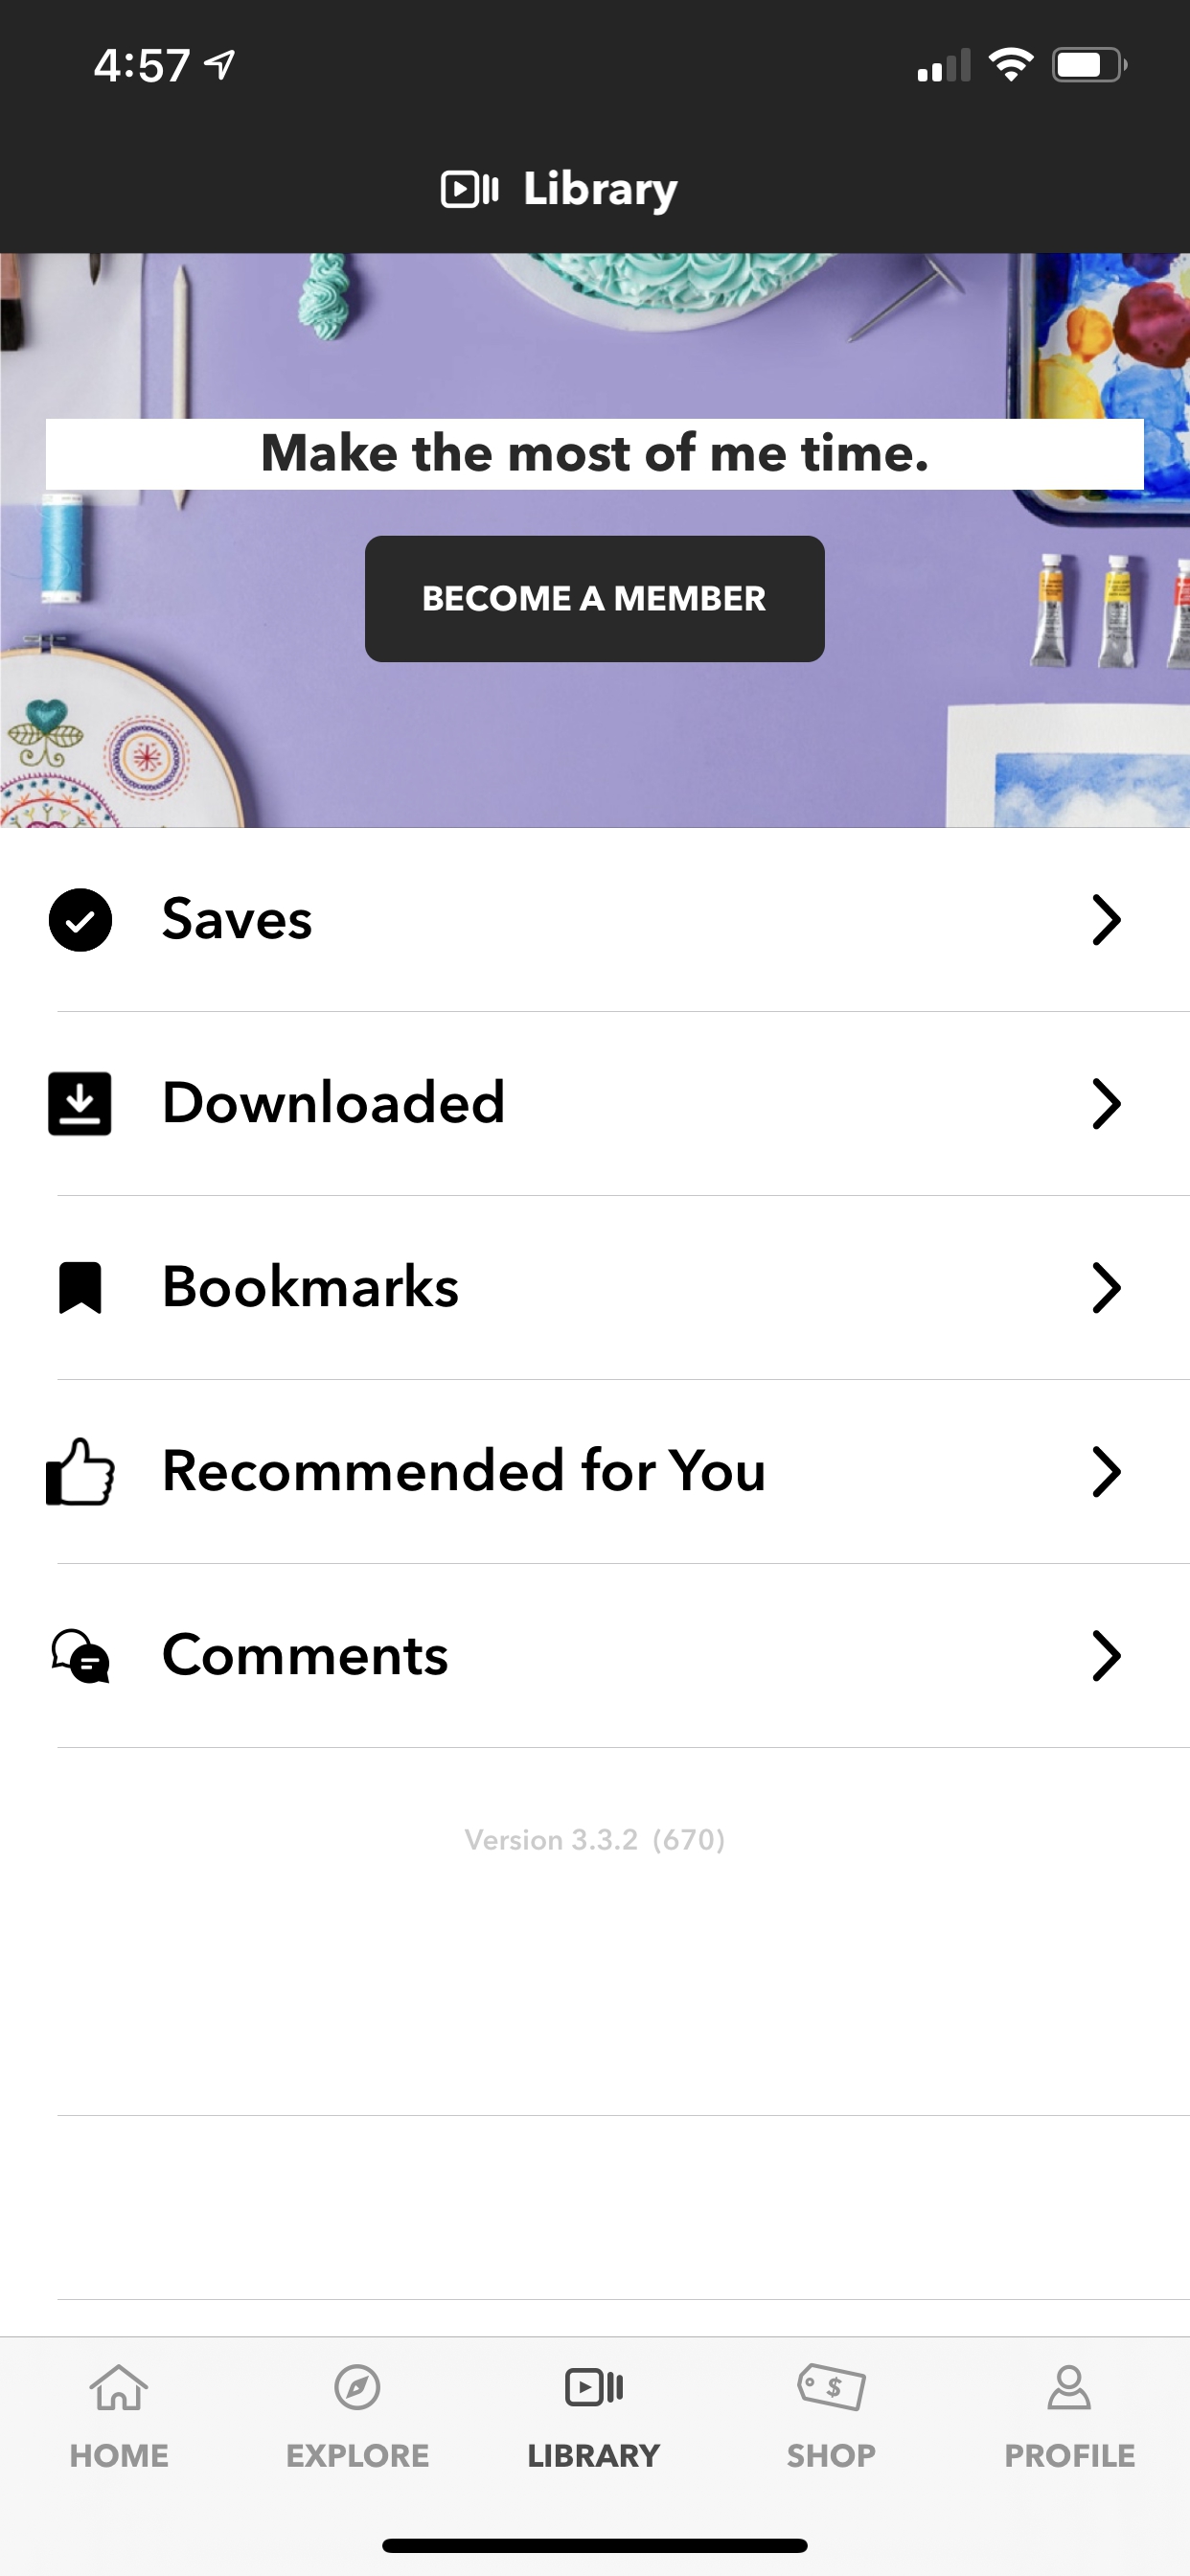 4:57
Library
Make the most of me time.
BECOME A MEMBER
Saves
Downloaded
Bookmarks
Recommended for You
Comments
Version 3.3.2 (670)
$
HOME EXPLORE LIBRARY SHOP PROFILE